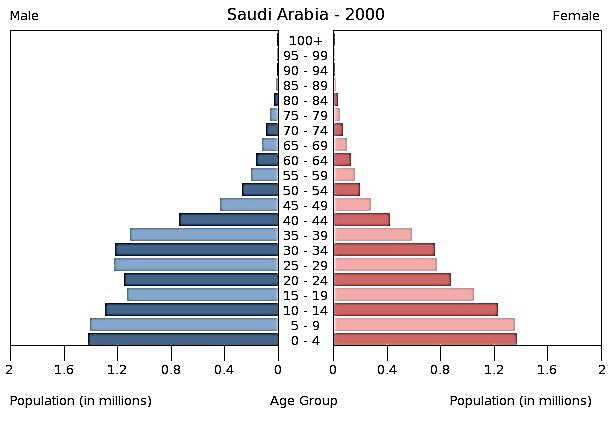 Male Saudi Arabia - 2000 Female
100+
95 - 99
90 - 94
85 - 89
80 - 84
75 - 79
70 - 74
65 - 69
60 - 64
55 - 59
50 - 54
45 - 49
40 - 44
35 - 39
30 - 34
25 - 29
20 - 24
15 - 19
10 - 14
5 - 9
0 - 4
2 1.6 1.2 0.8 0.4 0 0 0.4 0.8 1.2 1.6 2
Population (in millions) Age Group Population (in millions)